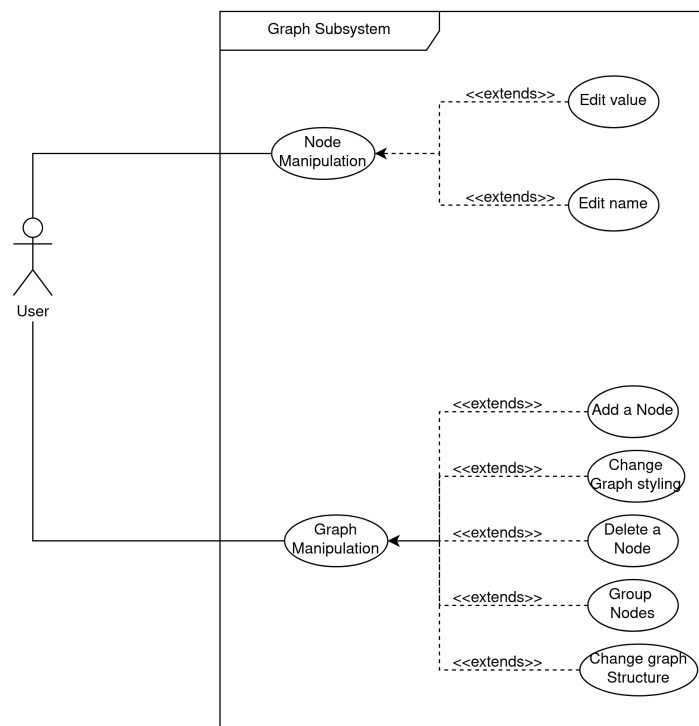 Graph Subsystem
<<extends>>
Edit value
Node
Manipulation
<<extends>>
Edit name
User
<<extends>>
Add a Node
<<extends>>
Change
Graph styling
<<extends>>
Delete a
Node
Graph
Manipulation
<<extends>>
Group
Nodes
<<extends>>
Change graph
Structure